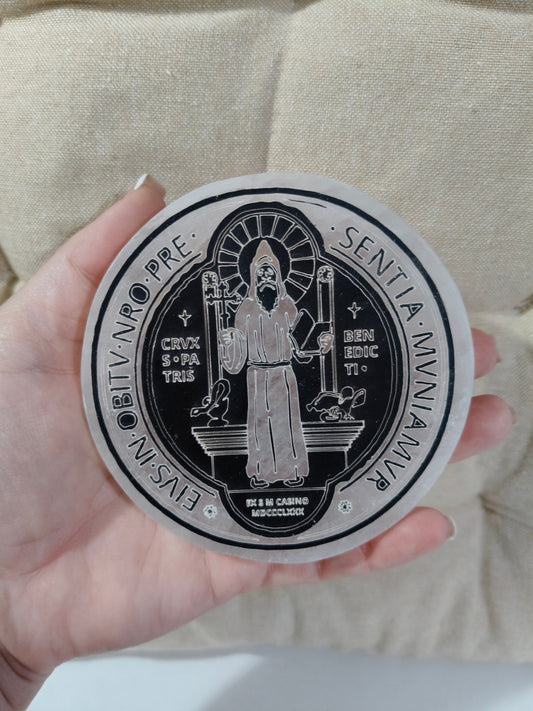 EIVS·IN·OBITV·NRO·PRE·
·SENTIA·MVNIAMVR
CRVX
S·PA
TRIS
BEN
EDIC
TI·
EX S M CASINO
MDCCCLXXX